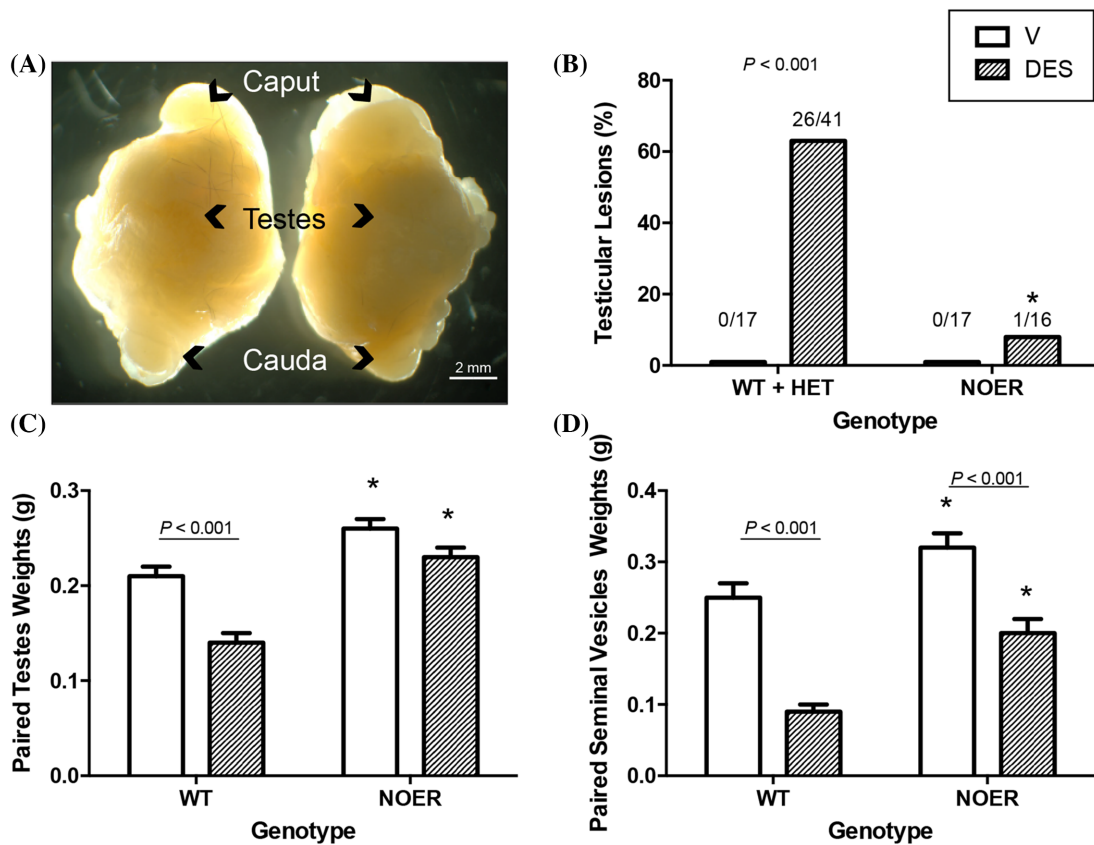 V
DES
(A)
Caput
Testes
Cauda
2 mm
(B)
P < 0.001
Testicular Lesions (%)
80
60
40
20
0
0/17
26/41
0/17
*
1/16
WT + HET
NOER
Genotype
(C)
Paired Testes Weights (g)
0.3
0.2
0.1
0.0
P < 0.001
*
*
WT
NOER
Genotype
(D)
Paired Seminal Vesicles Weights (g)
0.4
0.3
0.2
0.1
0.0
P < 0.001
P < 0.001
*
*
WT
NOER
Genotype